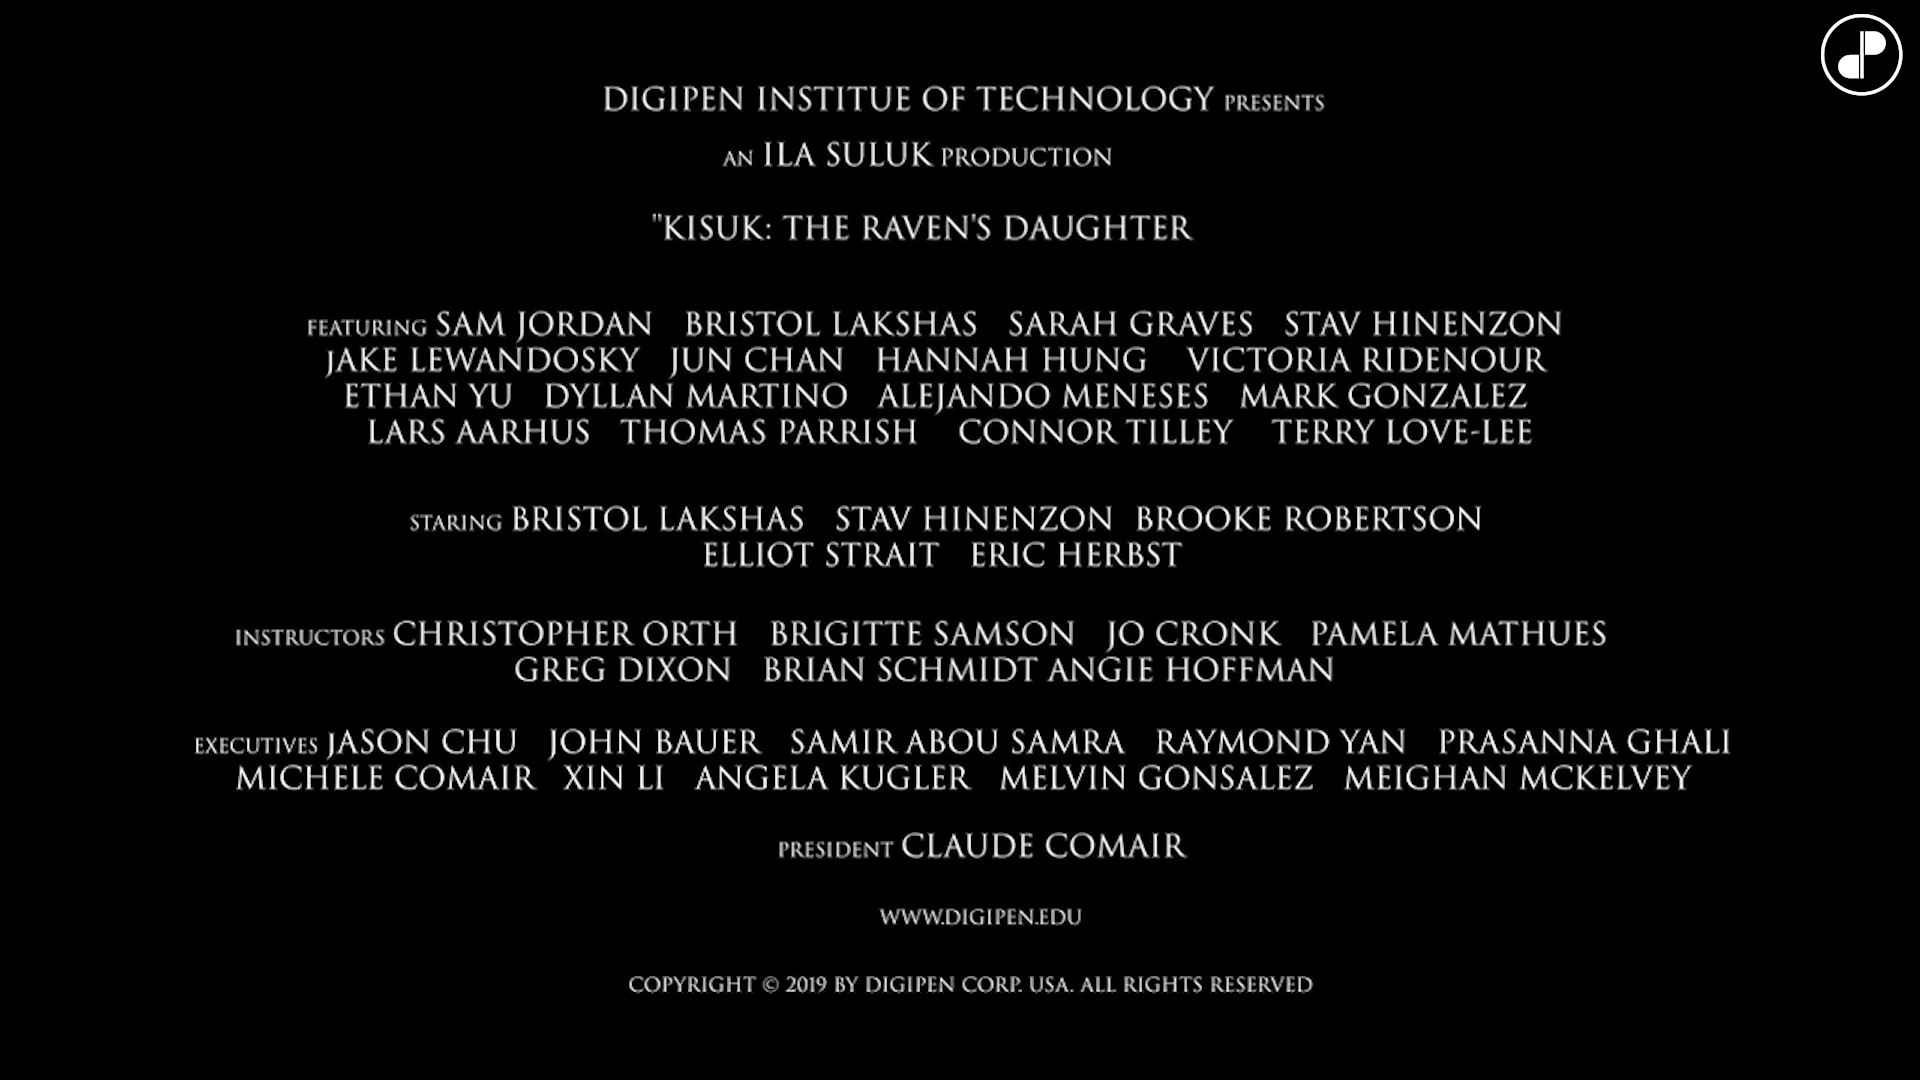 DIGIPEN INSTITUE OF TECHNOLOGY PRESENTS
AN ILA SULUK PRODUCTION
"KISUK: THE RAVEN'S DAUGHTER
FEATURING SAM JORDAN BRISTOL LAKSHAS SARAH GRAVES STAV HINENZON
JAKE LEWANDOSKY JUN CHAN HANNAH HUNG VICTORIA RIDENOUR
ETHAN YU DYLLAN MARTINO ALEJANDO MENESES MARK GONZALEZ
LARS AARHUS THOMAS PARRISH CONNOR TILLEY TERRY LOVE-LEE
STARING BRISTOL LAKSHAS STAV HINENZON BROOKE ROBERTSON
ELLIOT STRAIT ERIC HERBST
INSTRUCTORS CHRISTOPHER ORTH BRIGITTE SAMSON JO CRONK PAMELA MATHUES
GREG DIXON BRIAN SCHMIDT ANGIE HOFFMAN
EXECUTIVES JASON CHU JOHN BAUER SAMIR ABOU SAMRA RAYMOND YAN PRASANNA GHALI
MICHELE COMAIR XIN LI ANGELA KUGLER MELVIN GONSALEZ MEIGHAN MCKELVEY
PRESIDENT CLAUDE COMAIR
WWW.DIGIPEN.EDU
COPYRIGHT © 2019 BY DIGIPEN CORP. USA. ALL RIGHTS RESERVED